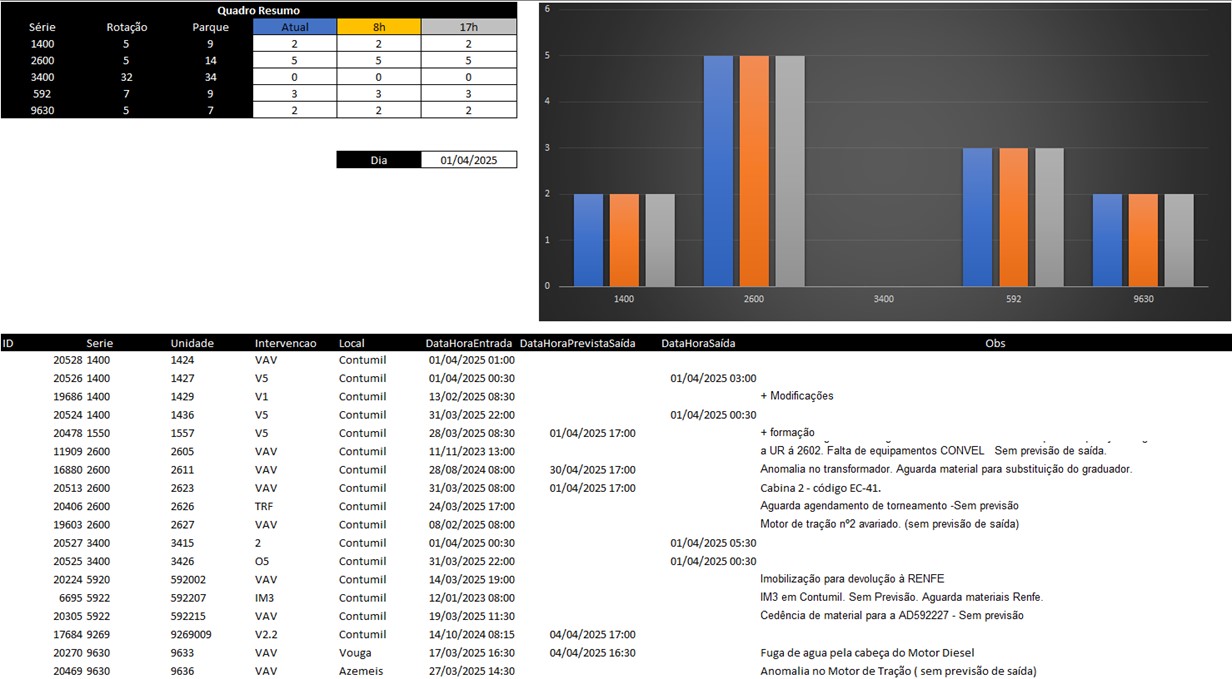 Quadro Resumo
Série Rotação Parque Atual 8h 17h
1400 5 9 2 2 2
2600 5 14 5 5 5
3400 32 34 0 0 0
592 7 9 3 3 3
9630 5 7 2 2 2
Dia 01/04/2025
6
5
4
3
2
1
0
1400 2600 3400 592 9630
ID Serie Unidade Intervencao Local DataHoraEntrada DataHoraPrevistaSaída DataHoraSaída Obs
20528 1400 1424 VAV Contumil 01/04/2025 01:00
20526 1400 1427 V5 Contumil 01/04/2025 00:30 01/04/2025 03:00
19686 1400 1429 V1 Contumil 13/02/2025 08:30 + Modificações
20524 1400 1436 V5 Contumil 31/03/2025 22:00 01/04/2025 00:30
20478 1550 1557 V5 Contumil 28/03/2025 08:30 01/04/2025 17:00 + formação
11909 2600 2605 VAV Contumil 11/11/2023 13:00 a UR á 2602. Falta de equipamentos CONVEL Sem previsão de saída.
16880 2600 2611 VAV Contumil 28/08/2024 08:00 30/04/2025 17:00 Anomalia no transformador. Aguarda material para substituição do graduador.
20513 2600 2623 VAV Contumil 31/03/2025 08:00 01/04/2025 17:00 Cabina 2 - código EC-41.
20406 2600 2626 TRF Contumil 24/03/2025 17:00 Aguarda agendamento de torneamento -Sem previsão
19603 2600 2627 VAV Contumil 08/02/2025 08:00 Motor de tração nº2 avariado. (sem previsão de saída)
20527 3400 3415 2 Contumil 01/04/2025 00:30 01/04/2025 05:30
20525 3400 3426 O5 Contumil 31/03/2025 22:00 01/04/2025 00:30
20224 5920 592002 VAV Contumil 14/03/2025 19:00 Imobilização para devolução à RENFE
6695 5922 592207 IM3 Contumil 12/01/2023 08:00 IM3 em Contumil. Sem Previsão. Aguarda materiais Renfe.
20305 5922 592215 VAV Contumil 19/03/2025 11:30 Cedência de material para a AD592227 - Sem previsão
17684 9269 9269009 V2.2 Contumil 14/10/2024 08:15 04/04/2025 17:00
20270 9630 9633 VAV Vouga 17/03/2025 16:30 04/04/2025 16:30 Fuga de agua pela cabeça do Motor Diesel
20469 9630 9636 VAV Azemeis 27/03/2025 14:30 Anomalia no Motor de Tração ( sem previsão de saída)